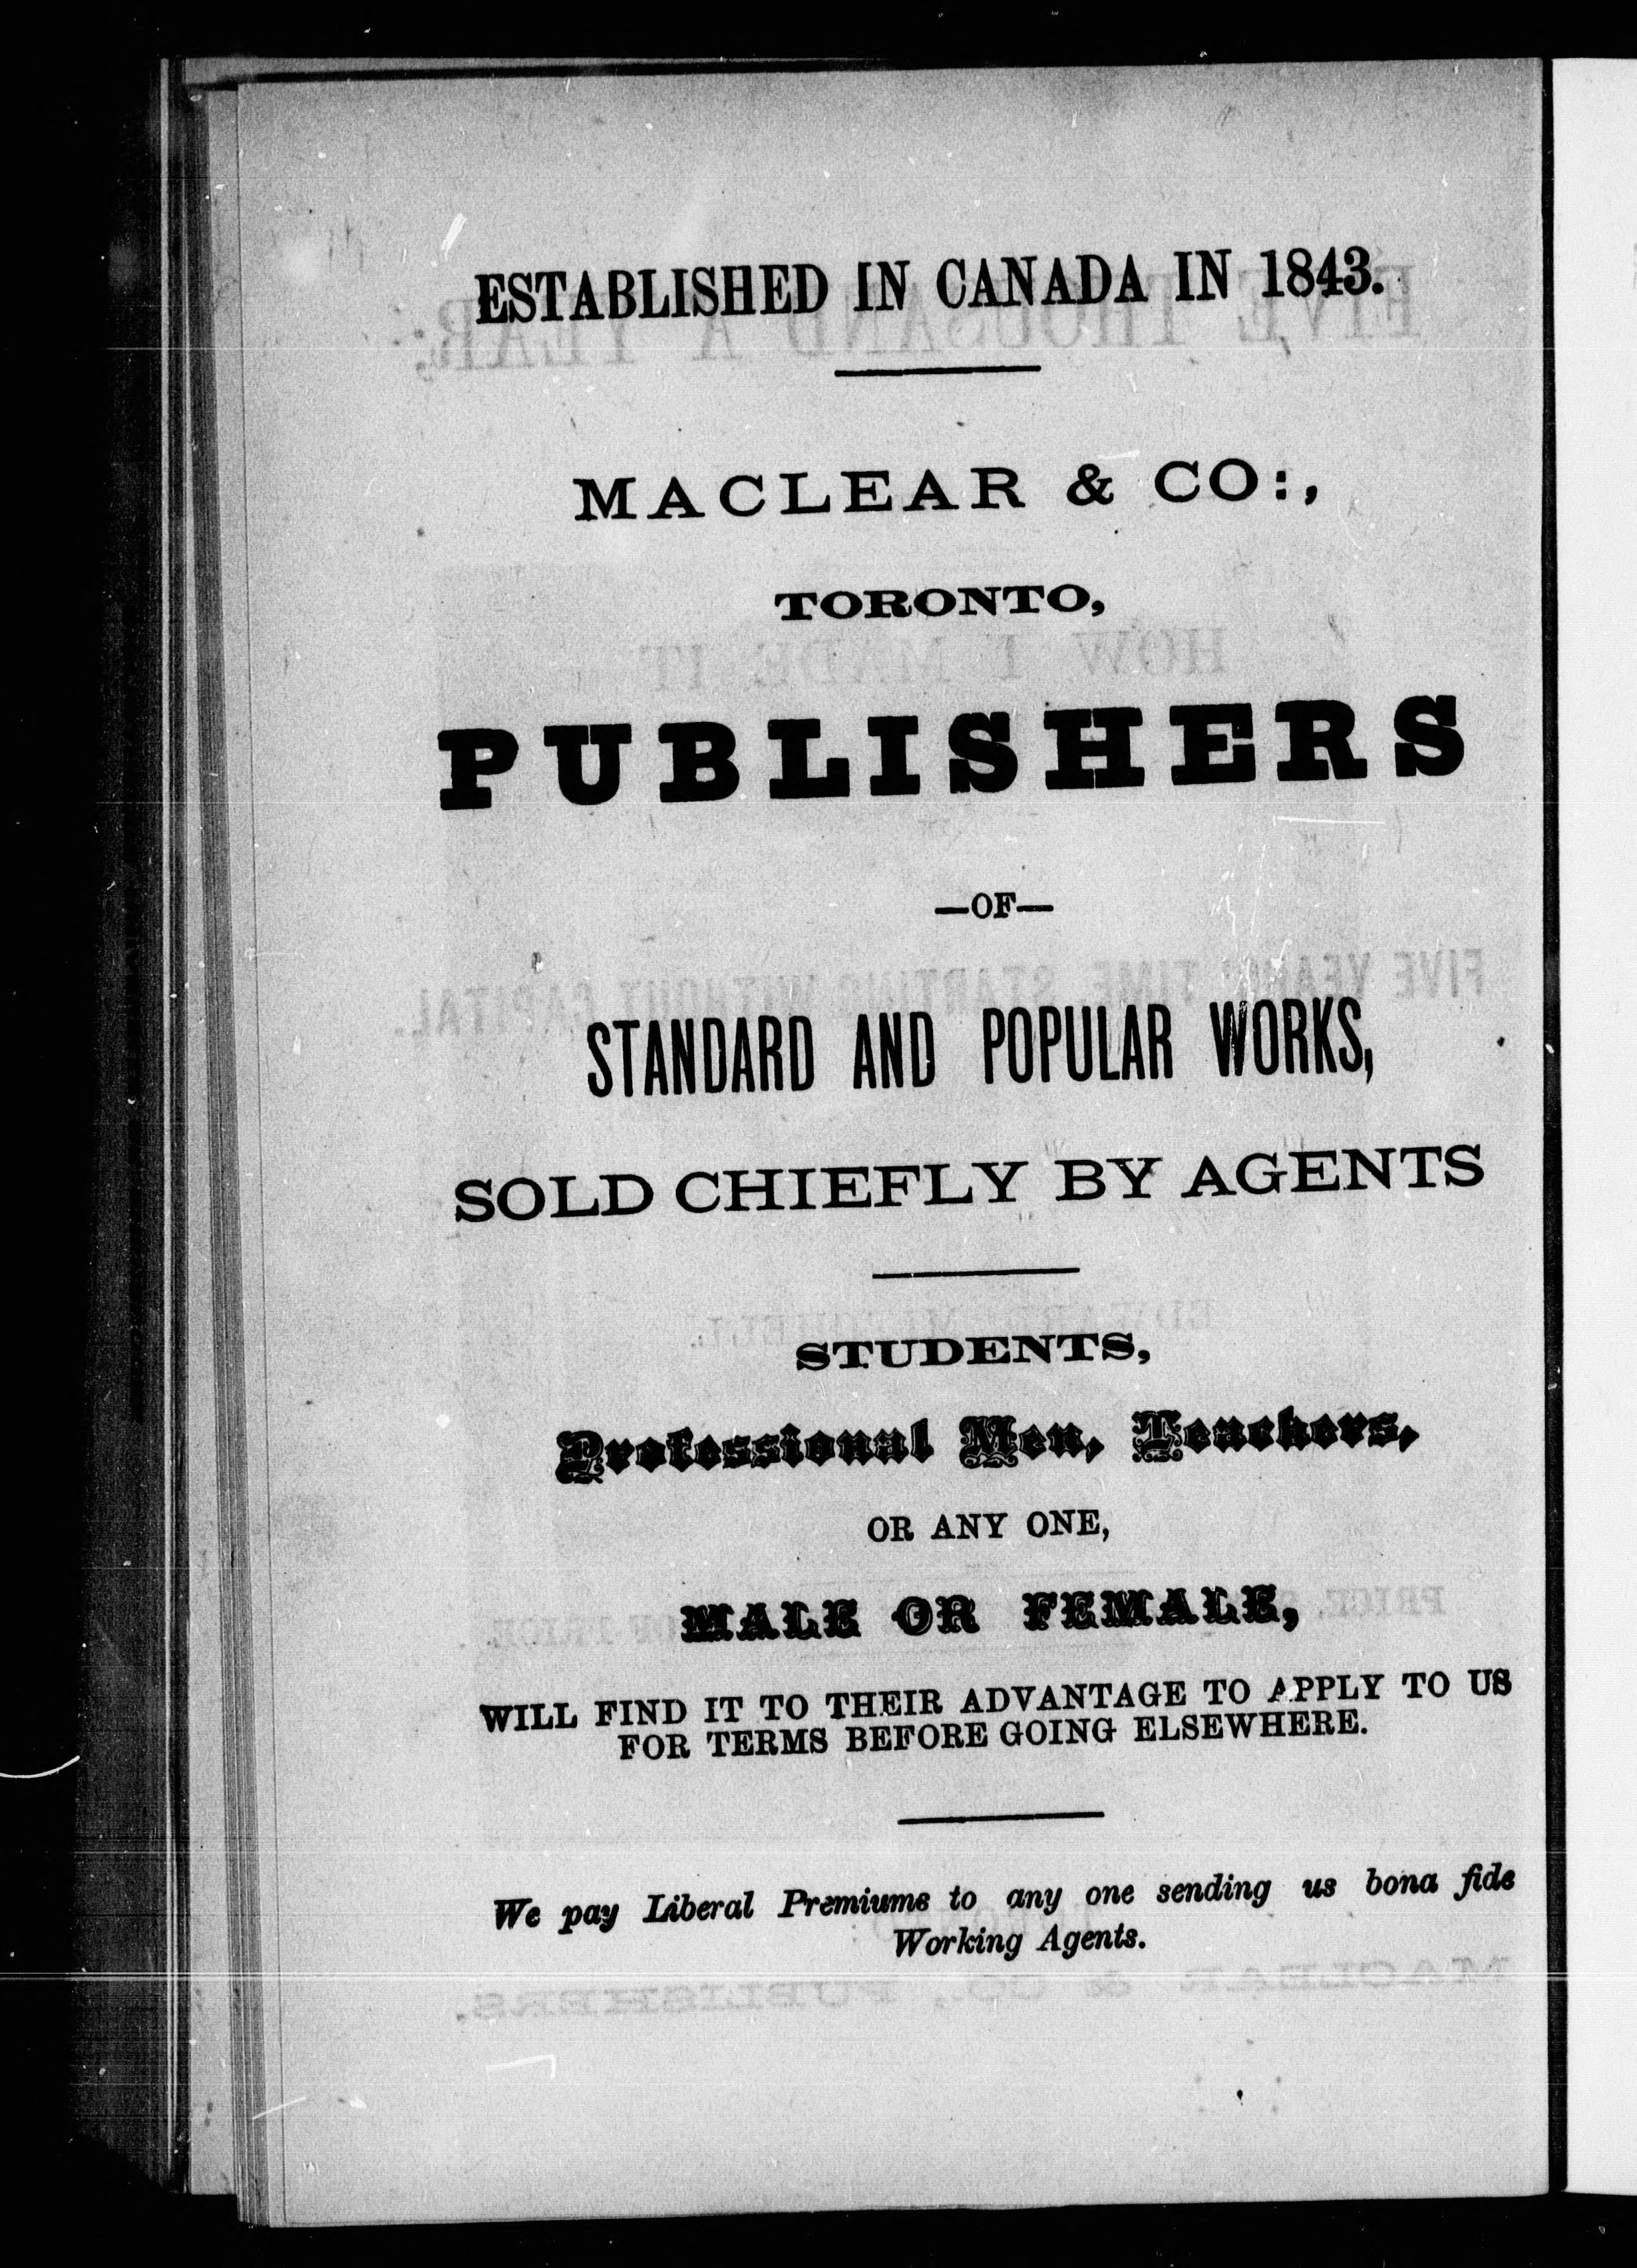 ESTABLISHED IN CANADA IN 1843.
MACLEAR & CO:,
TORONTO,
PUBLISHERS
—OF—
STANDARD AND POPULAR WORKS,
SOLD CHIEFLY BY AGENTS
STUDENTS,
Professional Men, Teachers,
OR ANY ONE,
MALE OR FEMALE,
WILL FIND IT TO THEIR ADVANTAGE TO APPLY TO US
FOR TERMS BEFORE GOING ELSEWHERE.
We pay Liberal Premiums to any one sending us bona fide
Working Agents.